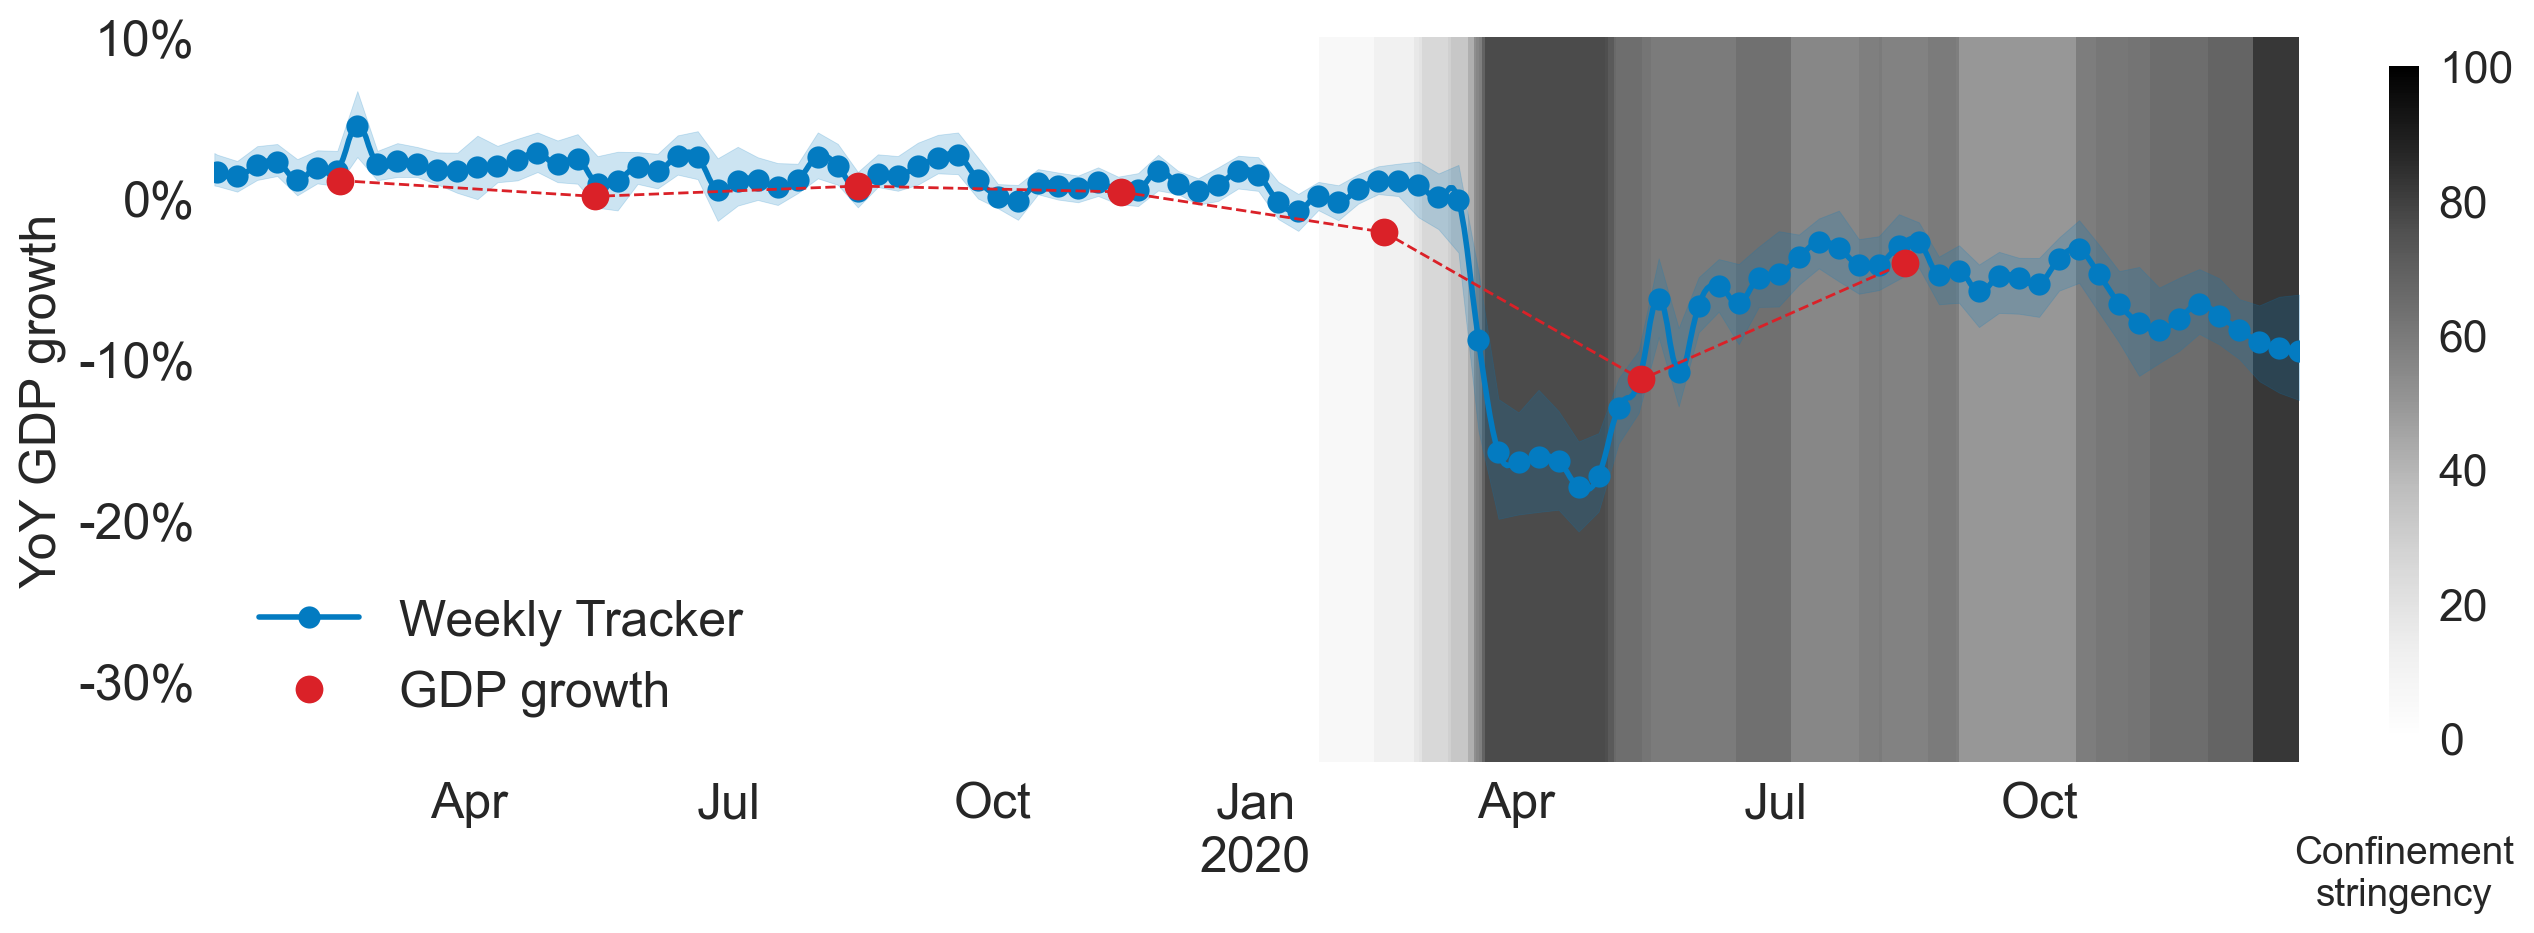 10%
0%
-10%
-20%
-30%
YoY GDP growth
Weekly Tracker
GDP growth
Apr
Jul
Oct
Jan
2020
Apr
Jul
Oct
100
80
60
40
20
0
Confinement
stringency